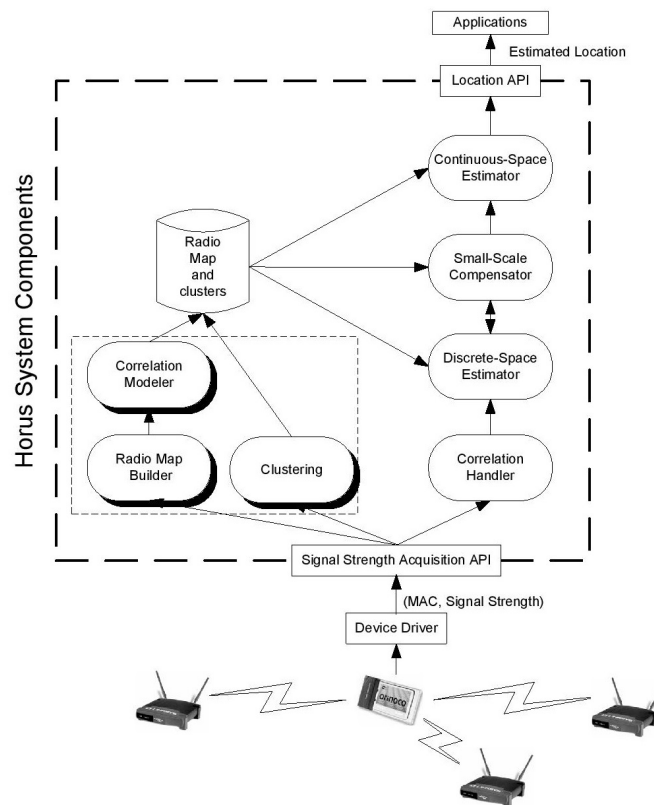 Applications
Estimated Location
Location API
Horus System Components
Continuous-Space
Estimator
Radio
Map
and
clusters
Small-Scale
Compensator
Correlation
Modeler
Discrete-Space
Estimator
Radio Map
Builder
Clustering
Correlation
Handler
Signal Strength Acquisition API
(MAC, Signal Strength)
Device Driver